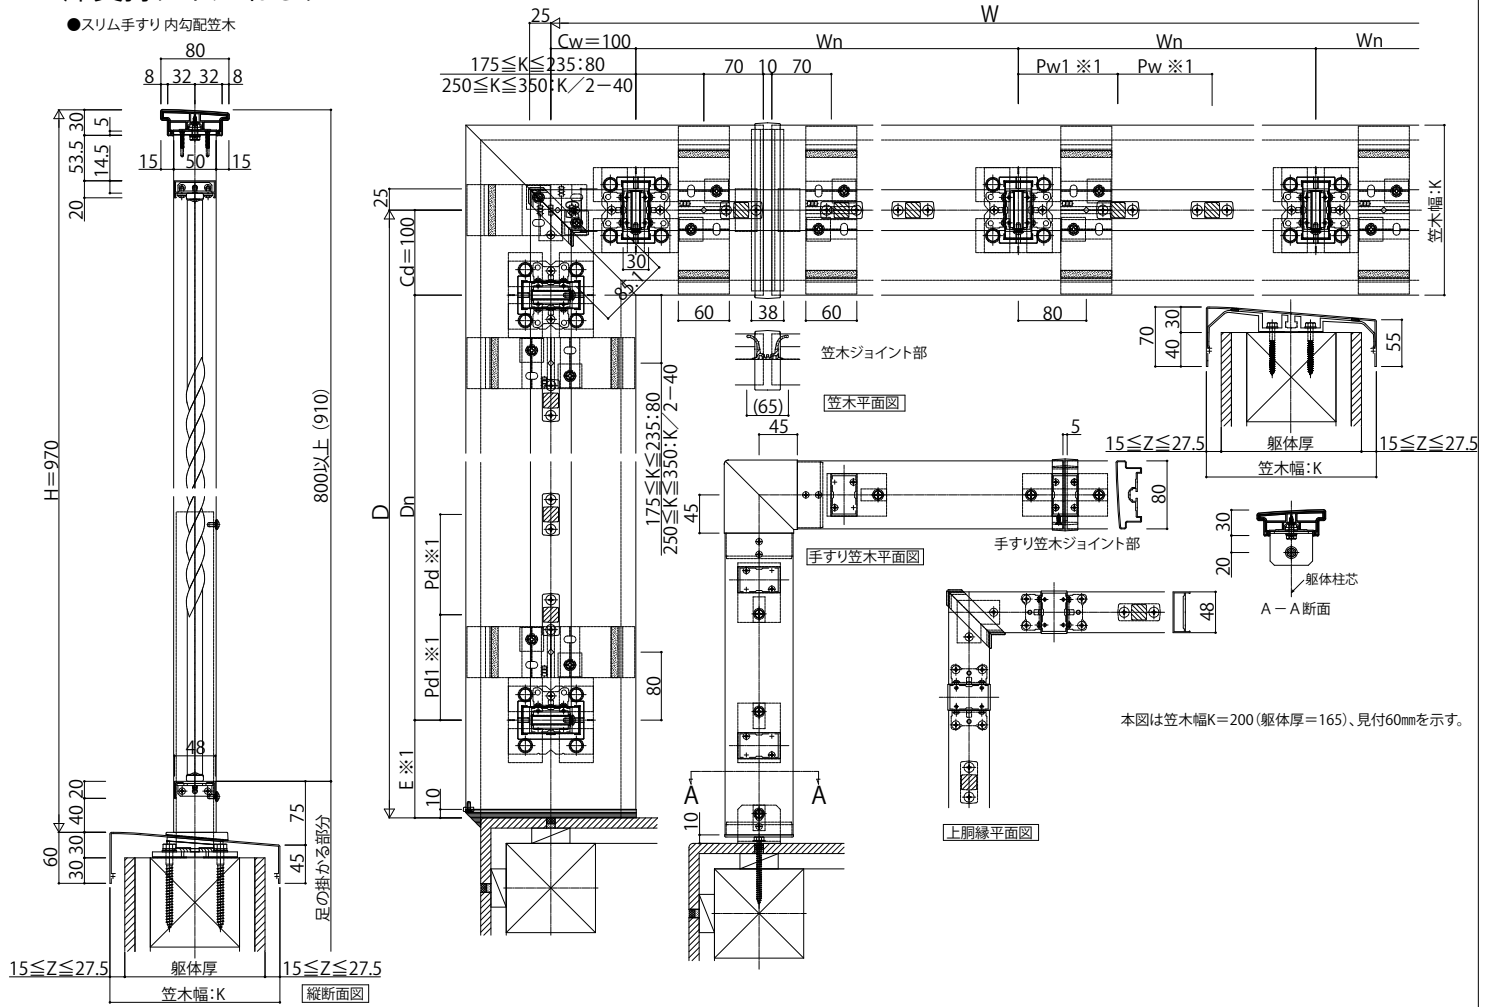 ●スリム手すり 内勾配笠木
80
8 32 32 8
30
5
53.5
14.5
15 50 15
20
H=970
800以上 (910)
48
20
40
30
60
30
75
45
足の掛かる部分
15≦Z≦27.5 躯体厚 15≦Z≦27.5
笠木幅:K
縦断面図
25 W
Cw=100 Wn Wn Wn
175≦K≦235:80
250≦K≦350:K/2−40
70 10 70
Pw1 ※1 Pw ※1
25
Cd=100
30
85.1
60 38 60 80
笠木幅:K
笠木ジョイント部
(65)
笠木平面図
D
Dn
175≦K≦235:80
250≦K≦350:K/2−40
Pd ※1
Pd1 ※1
80
E ※1
10
70
30
40
55
15≦Z≦27.5 躯体厚 15≦Z≦27.5
笠木幅:K
45
5
45
80
手すり笠木ジョイント部
手すり笠木平面図
A A
10
30
20
躯体柱芯
A−A断面
48
上胴縁平面図
本図は笠木幅K=200(躯体厚=165)、見付60㎜を示す。